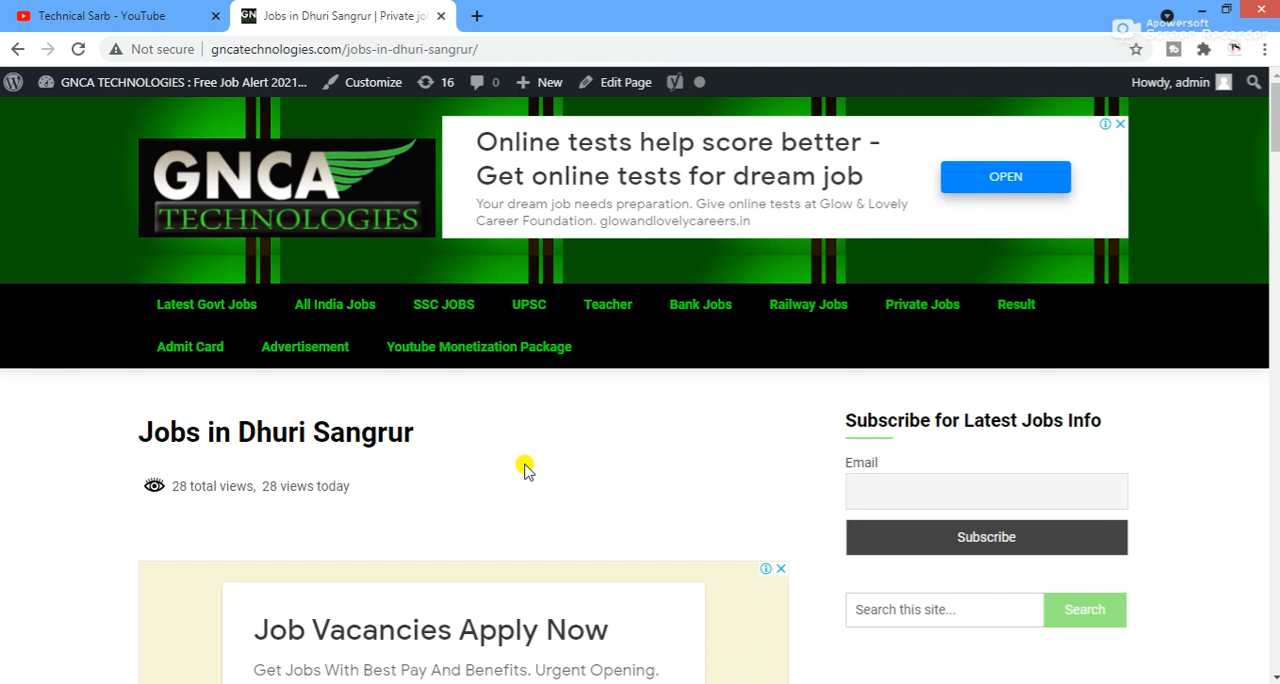 Technical Sarb - YouTube
Jobs in Dhuri Sangrur | Private jo
Apowersoft
Screen Recorder
Not secure
gncatechnologies.com/jobs-in-dhuri-sangrur/
GNCA TECHNOLOGIES : Free Job Alert 2021...
Customize
16
0
New
Edit Page
Howdy, admin
GNCA
TECHNOLOGIES
Online tests help score better -
Get online tests for dream job
Your dream job needs preparation. Give online tests at Glow & Lovely
Career Foundation. glowandlovelycareers.in
OPEN
Latest Govt Jobs
All India Jobs
SSC JOBS
UPSC
Teacher
Bank Jobs
Railway Jobs
Private Jobs
Result
Admit Card
Advertisement
Youtube Monetization Package
Jobs in Dhuri Sangrur
28 total views, 28 views today
Job Vacancies Apply Now
Get Jobs With Best Pay And Benefits. Urgent Opening.
Subscribe for Latest Jobs Info
Email
Subscribe
Search this site...
Search